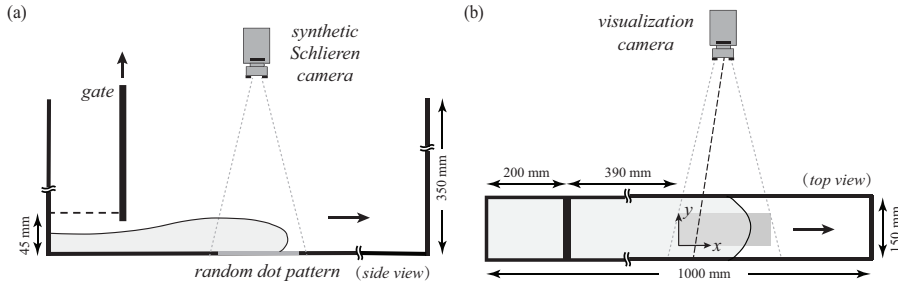 (a)
synthetic
Schlieren
camera
gate
45 mm
350 mm
random dot pattern
(side view)
(b)
visualization
camera
200 mm
390 mm
(top view)
y
x
150 mm
1000 mm